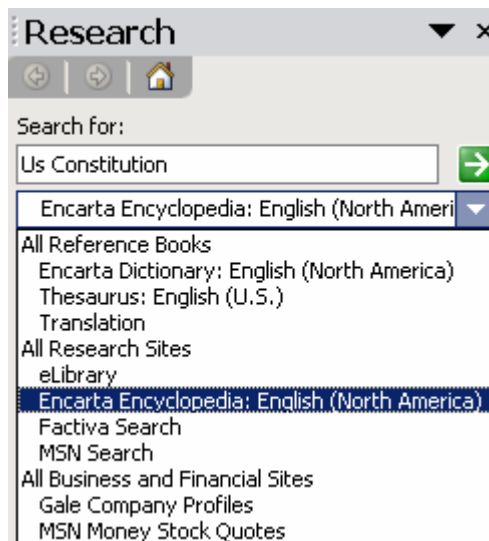 Research
Search for:
Us Constitution
Encarta Encyclopedia: English (North Ameri
All Reference Books
Encarta Dictionary: English (North America)
Thesaurus: English (U.S.)
Translation
All Research Sites
eLibrary
Encarta Encyclopedia: English (North America)
Factiva Search
MSN Search
All Business and Financial Sites
Gale Company Profiles
MSN Money Stock Quotes